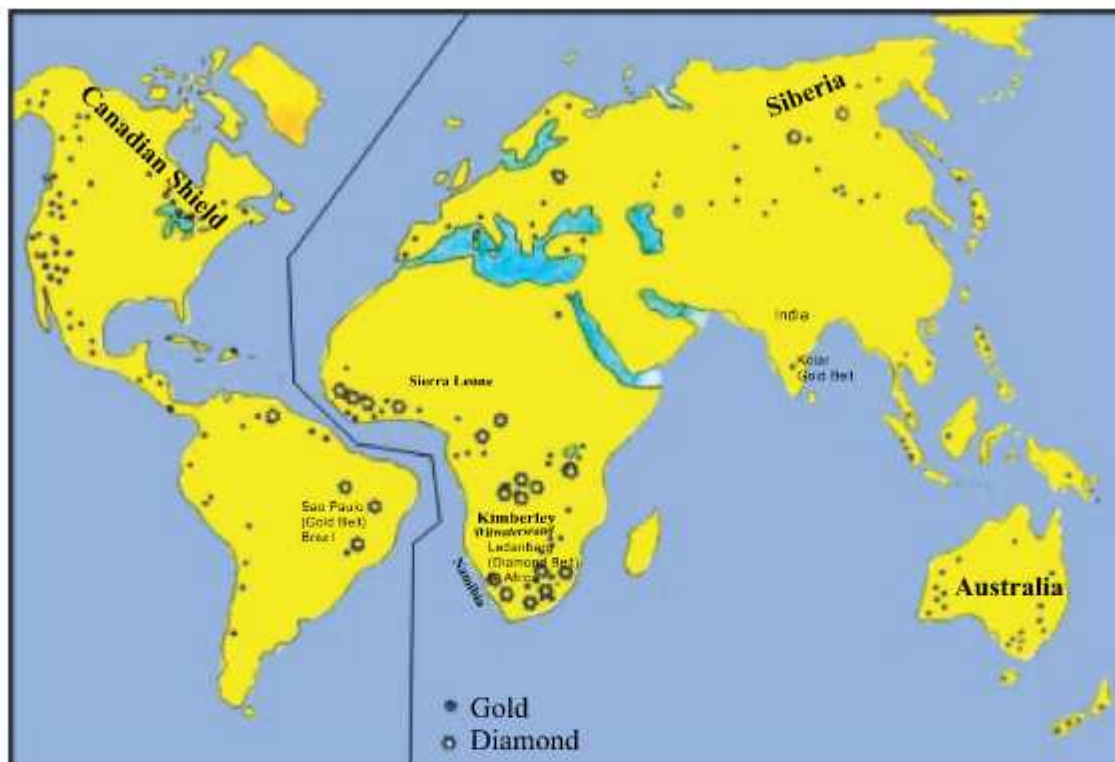 Canadian Shield
Siberia
India
Kolar
Gold Belt
Sierra Leone
Sao Paulo
(Gold Belt)
Brazil
Kimberley
(Diamond Belt)
Africa
Namibia
Australia
Gold
Diamond